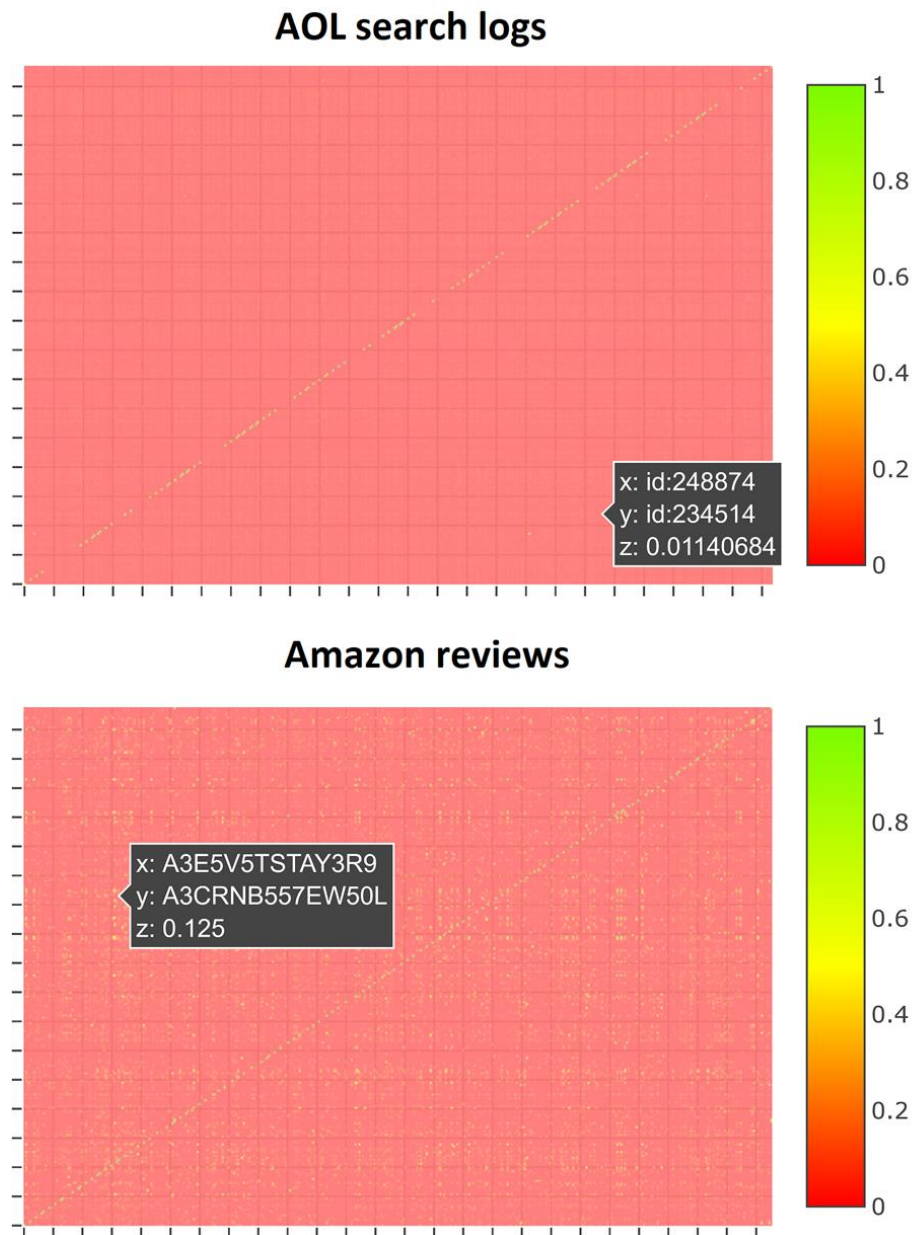 AOL search logs
1
0.8
0.6
0.4
0.2
0
x: id:248874
y: id:234514
z: 0.01140684
Amazon reviews
1
0.8
0.6
0.4
0.2
0
x: A3E5V5TSTAY3R9
y: A3CRNB557EW50L
z: 0.125